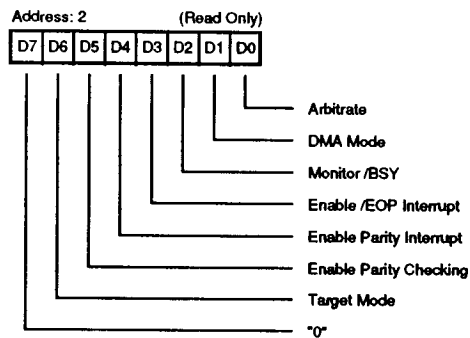 Address: 2 (Read Only)
D7 D6 D5 D4 D3 D2 D1 D0
Arbitrate
DMA Mode
Monitor /BSY
Enable /EOP Interrupt
Enable Parity Interrupt
Enable Parity Checking
Target Mode
"0"